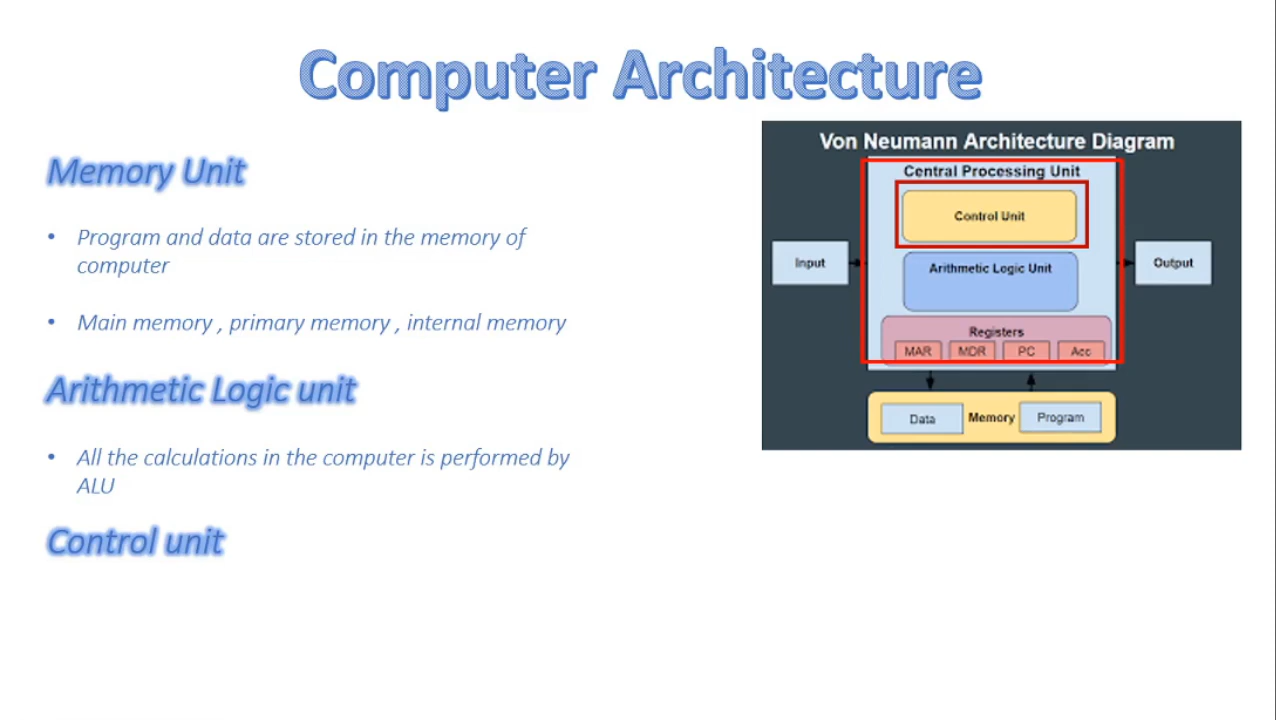 Computer Architecture
Memory Unit
• Program and data are stored in the memory of
computer
• Main memory , primary memory , internal memory
Arithmetic Logic unit
• All the calculations in the computer is performed by
ALU
Control unit
Von Neumann Architecture Diagram
Central Processing Unit
Control Unit
Input
Arithmetic Logic Unit
Output
Registers
MAR MDR PC Acc
Data Memory Program